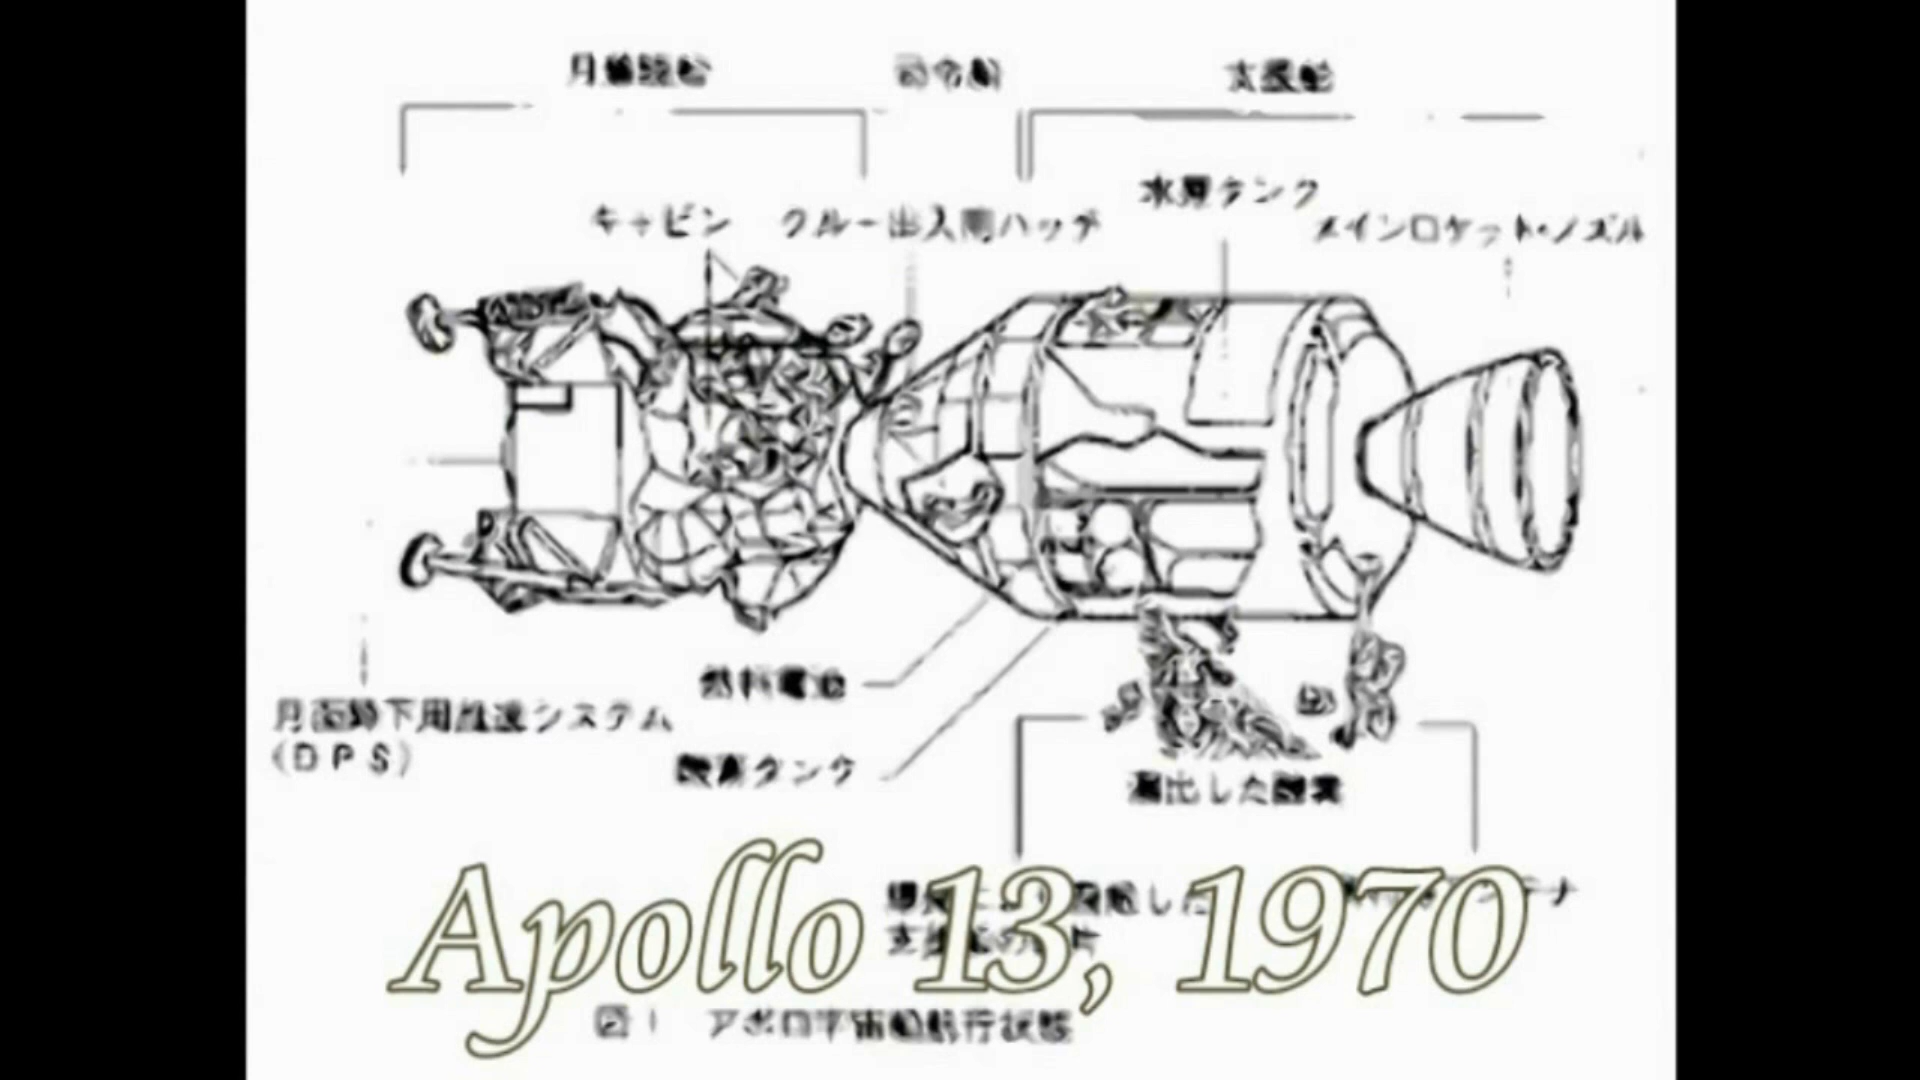 月着陸船
司令船
支援船
水素タンク
キャビン
クルー出入用ハッチ
メインロケット・ノズル
燃料電池
月面降下用推進システム
(DPS)
酸素タンク
漏出した酸素
Apollo 13, 1970
図1 アポロ宇宙船航行状態